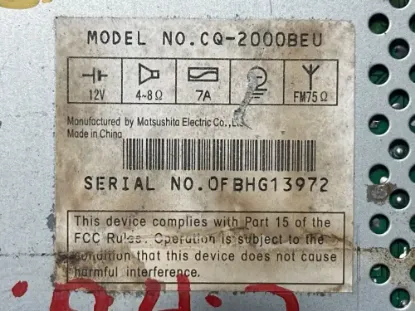 MODEL NO.CQ-2000BEU
12V 4~8Ω 7A FM75Ω
Manufactured by Matsushita Electric Co.,
Made in China
SERIAL NO.OFBHG13972
This device complies with Part 15 of the
FCC Rules. Operation is subject to the
condition that this device does not cause
harmful interference.